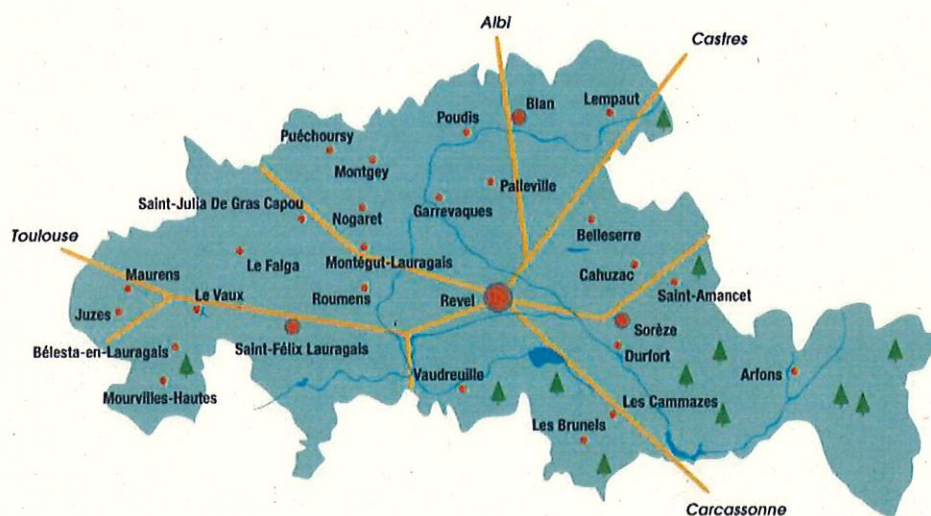 Albi
Castres
Lempaut
Blan
Poudis
Puéchoursy
Montgey
Palleville
Saint-Julia De Gras Capou
Nogaret
Garrevaques
Belleserre
Toulouse
Le Falga
Montégut-Lauragais
Cahuzac
Maurens
Saint-Amancet
Le Vaux
Roumens
Revel
Juzes
Sorèze
Saint-Félix Lauragais
Bélesta-en-Lauragais
Durfort
Vaudreuille
Arfons
Mourvilles-Hautes
Les Cammazes
Les Brunels
Carcassonne